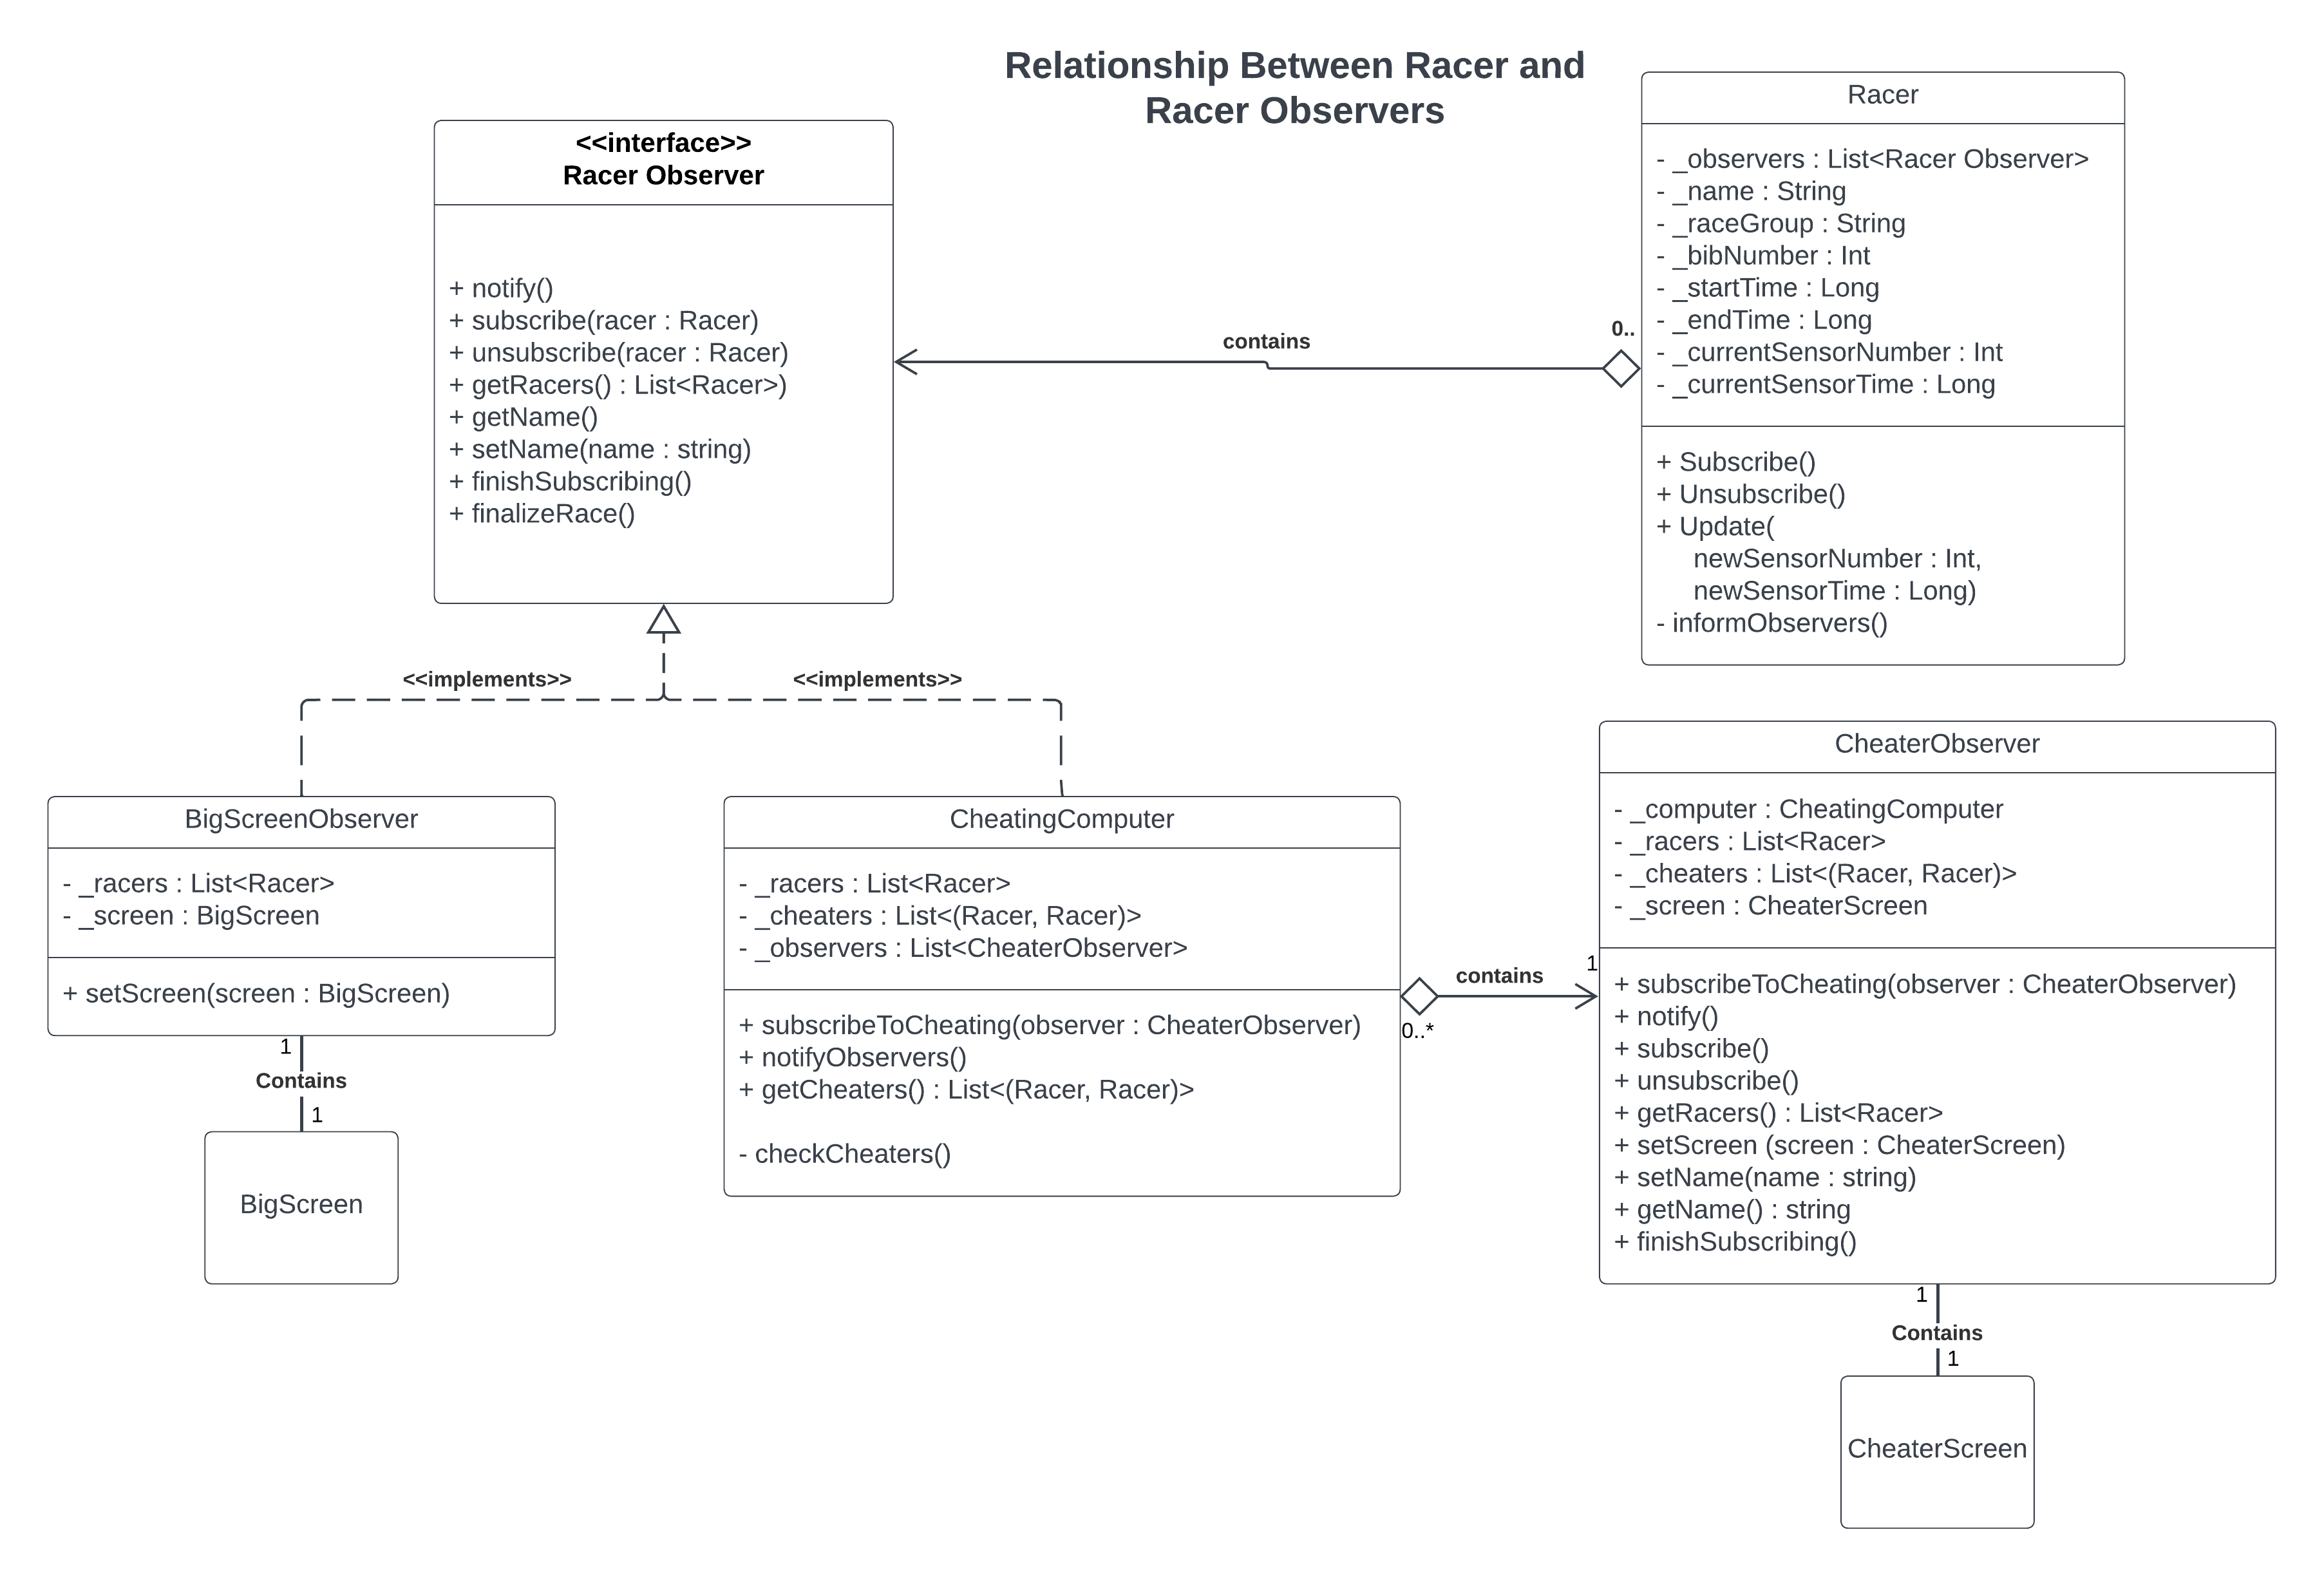 Relationship Between Racer and
Racer Observers
<<interface>>
Racer Observer
+ notify()
+ subscribe(racer : Racer)
+ unsubscribe(racer : Racer)
+ getRacers() : List<Racer>)
+ getName()
+ setName(name : string)
+ finishSubscribing()
+ finalizeRace()
contains
0..
Racer
- _observers : List<Racer Observer>
- _name : String
- _raceGroup : String
- _bibNumber : Int
- _startTime : Long
- _endTime : Long
- _currentSensorNumber : Int
- _currentSensorTime : Long
+ Subscribe()
+ Unsubscribe()
+ Update(
newSensorNumber : Int,
newSensorTime : Long)
- informObservers()
<<implements>>
<<implements>>
BigScreenObserver
- _racers : List<Racer>
- _screen : BigScreen
+ setScreen(screen : BigScreen)
1
Contains
1
BigScreen
CheatingComputer
- _racers : List<Racer>
- _cheaters : List<(Racer, Racer)>
- _observers : List<CheaterObserver>
+ subscribeToCheating(observer : CheaterObserver)
+ notifyObservers()
+ getCheaters() : List<(Racer, Racer)>
- checkCheaters()
contains
1
0..*
CheaterObserver
- _computer : CheatingComputer
- _racers : List<Racer>
- _cheaters : List<(Racer, Racer)>
- _screen : CheaterScreen
+ subscribeToCheating(observer : CheaterObserver)
+ notify()
+ subscribe()
+ unsubscribe()
+ getRacers() : List<Racer>
+ setScreen (screen : CheaterScreen)
+ setName(name : string)
+ getName() : string
+ finishSubscribing()
1
Contains
1
CheaterScreen